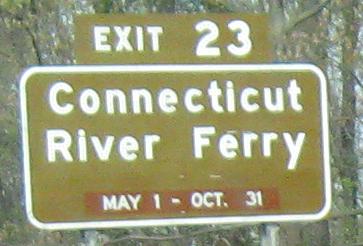 EXIT 23
Connecticut
River Ferry
MAY 1 - OCT. 31